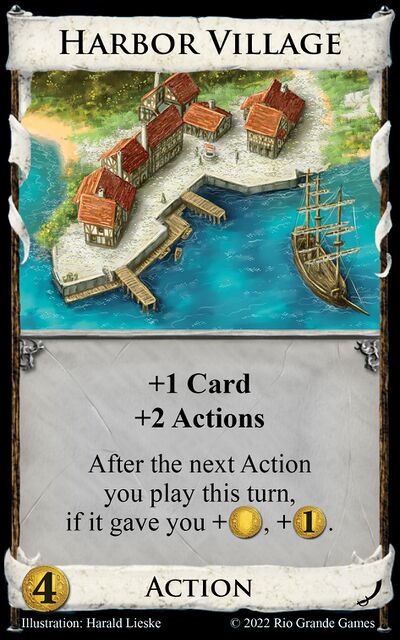 HARBOR VILLAGE
+1 Card
+2 Actions
After the next Action
you play this turn,
if it gave you +, +1.
4 ACTION
Illustration: Harald Lieske © 2022 Rio Grande Games